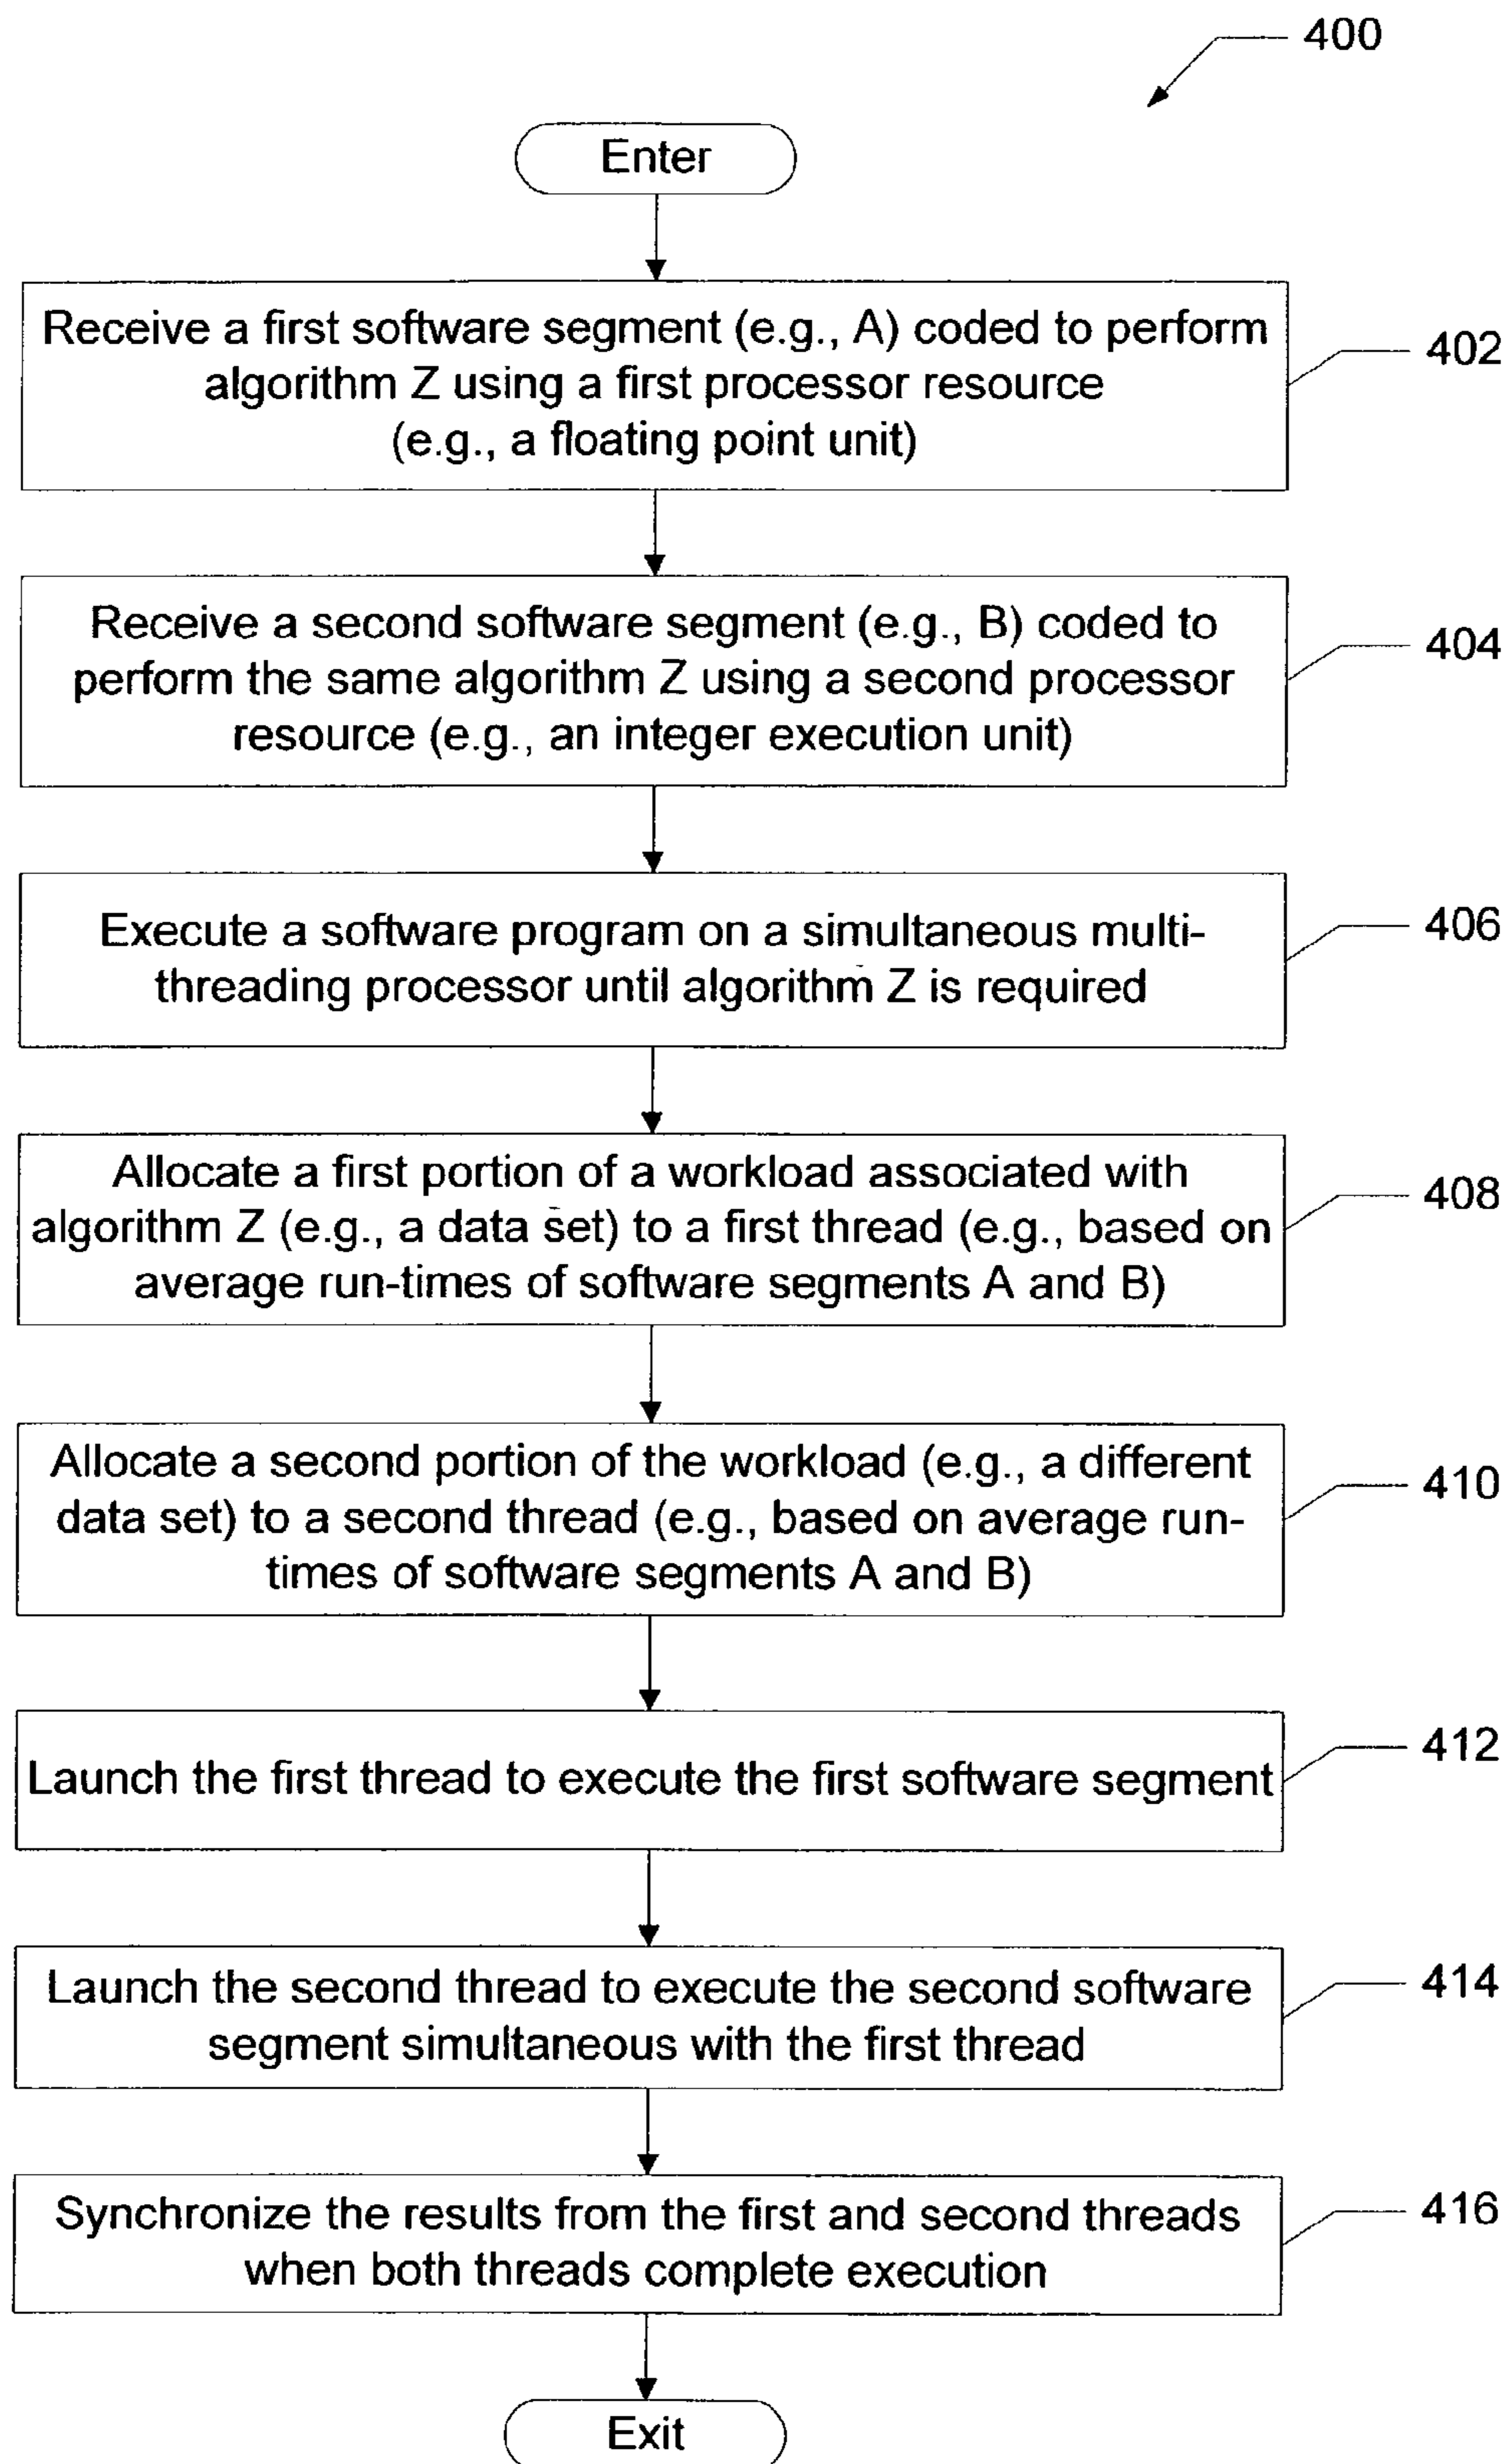 400
Enter
Receive a first software segment (e.g., A) coded to perform
algorithm Z using a first processor resource
(e.g., a floating point unit)
402
Receive a second software segment (e.g., B) coded to
perform the same algorithm Z using a second processor
resource (e.g., an integer execution unit)
404
Execute a software program on a simultaneous multi-
threading processor until algorithm Z is required
406
Allocate a first portion of a workload associated with
algorithm Z (e.g., a data set) to a first thread (e.g., based on
average run-times of software segments A and B)
408
Allocate a second portion of the workload (e.g., a different
data set) to a second thread (e.g., based on average run-
times of software segments A and B)
410
Launch the first thread to execute the first software segment
412
Launch the second thread to execute the second software
segment simultaneous with the first thread
414
Synchronize the results from the first and second threads
when both threads complete execution
416
Exit